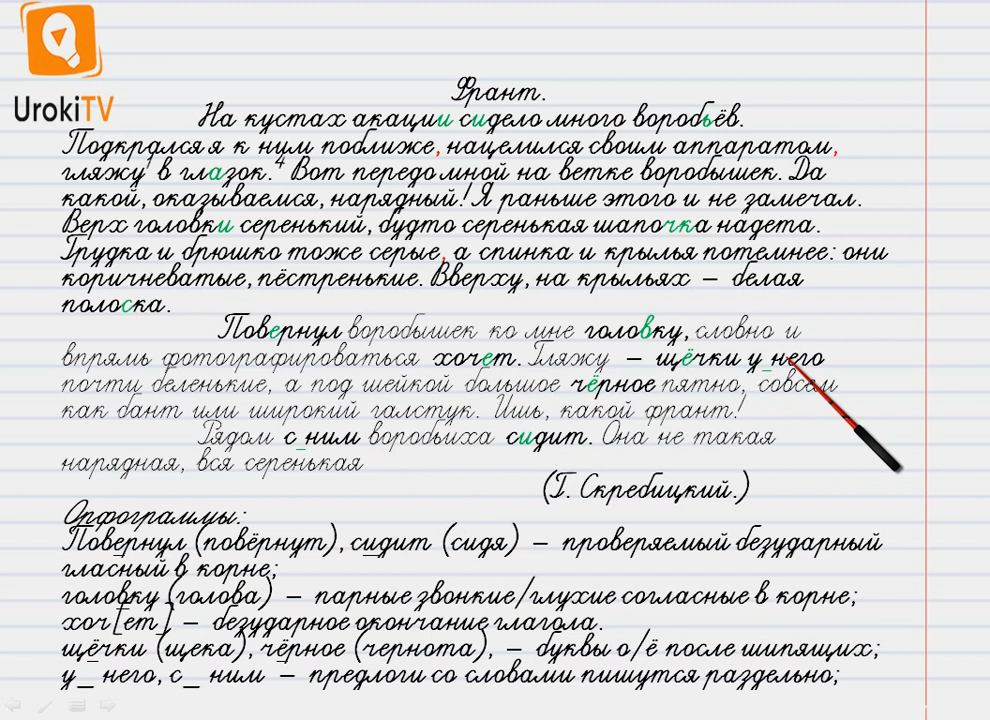 UrokiTV
Франт.
На кустах акации сидело много воробьёв.
Подкрался я к ним поближе, нацелился своим аппаратом,
гляжу в глазок.⁴ Вот передо мной на ветке воробышек. Да
какой, оказывается, нарядный! Я раньше этого и не замечал.
Верх головки серенький, будто серенькая шапочка надета.
Грудка и брюшко тоже серые, а спинка и крылья потемнее: они
коричневатые, пёстренькие. Вверху, на крыльях – белая
полоска.
Повернул воробышек ко мне головку, словно и
впрямь фотографироваться хочет. Гляжу – щёчки у_него
почти беленькие, а под шейкой большое чёрное пятно, совсем
как бант или широкий галстук. Ишь, какой франт!
Рядом с_ним воробьиха сидит. Она не такая
нарядная, вся серенькая
(Г. Скребицкий.)
Орфограммы:
Повернул (повёрнут), сидит (сидя) – проверяемый безударный
гласный в корне;
головку (голова) – парные звонкие/глухие согласные в корне;
хоч[ет] – безударное окончание глагола.
щёчки (щека), чёрное (чернота), – буквы о/ё после шипящих;
у_ него, с_ ним – предлоги со словами пишутся раздельно;